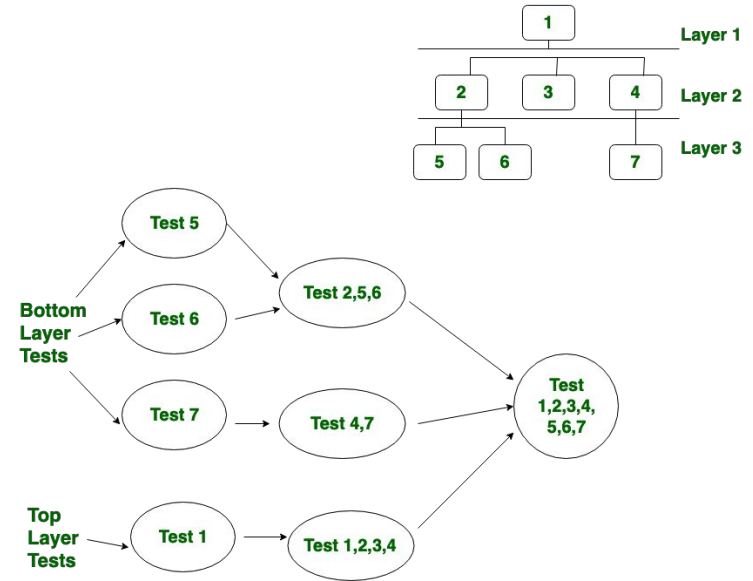 1
Layer 1
2
3
4
Layer 2
5
6
7
Layer 3
Test 5
Test 2,5,6
Bottom
Layer
Tests
Test 6
Test 7
Test 4,7
Test
1,2,3,4,
5,6,7
Top
Layer
Tests
Test 1
Test 1,2,3,4